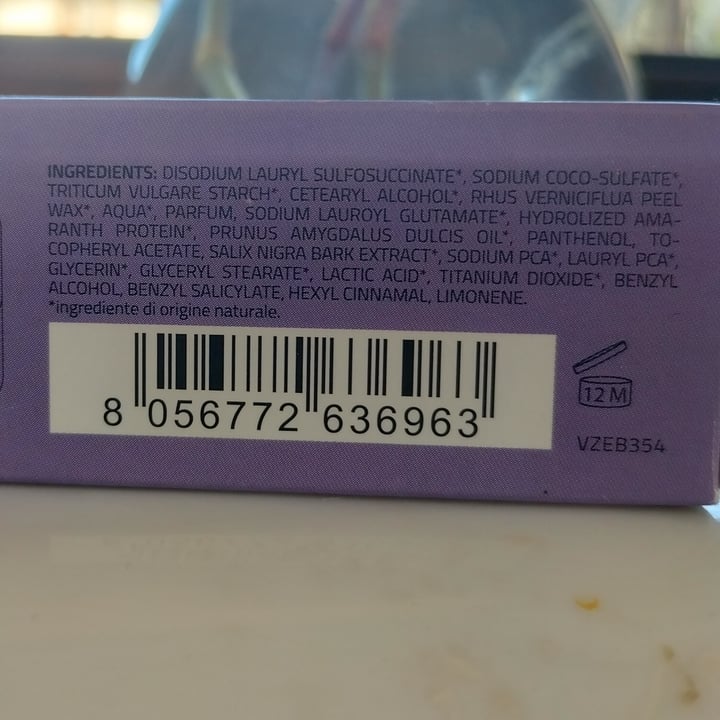 INGREDIENTS: DISODIUM LAURYL SULFOSUCCINATE*, SODIUM COCO-SULFATE*,
TRITICUM VULGARE STARCH*, CETEARYL ALCOHOL*, RHUS VERNICIFLUA PEEL
WAX*, AQUA*, PARFUM, SODIUM LAUROYL GLUTAMATE*, HYDROLIZED AMA-
RANTH PROTEIN*, PRUNUS AMYGDALUS DULCIS OIL*, PANTHENOL, TO-
COPHERYL ACETATE, SALIX NIGRA BARK EXTRACT*, SODIUM PCA*, LAURYL PCA*,
GLYCERIN*, GLYCERYL STEARATE*, LACTIC ACID*, TITANIUM DIOXIDE*, BENZYL
ALCOHOL, BENZYL SALICYLATE, HEXYL CINNAMAL, LIMONENE.
*ingrediente di origine naturale.
8 056772 636963
12 M
VZEB354